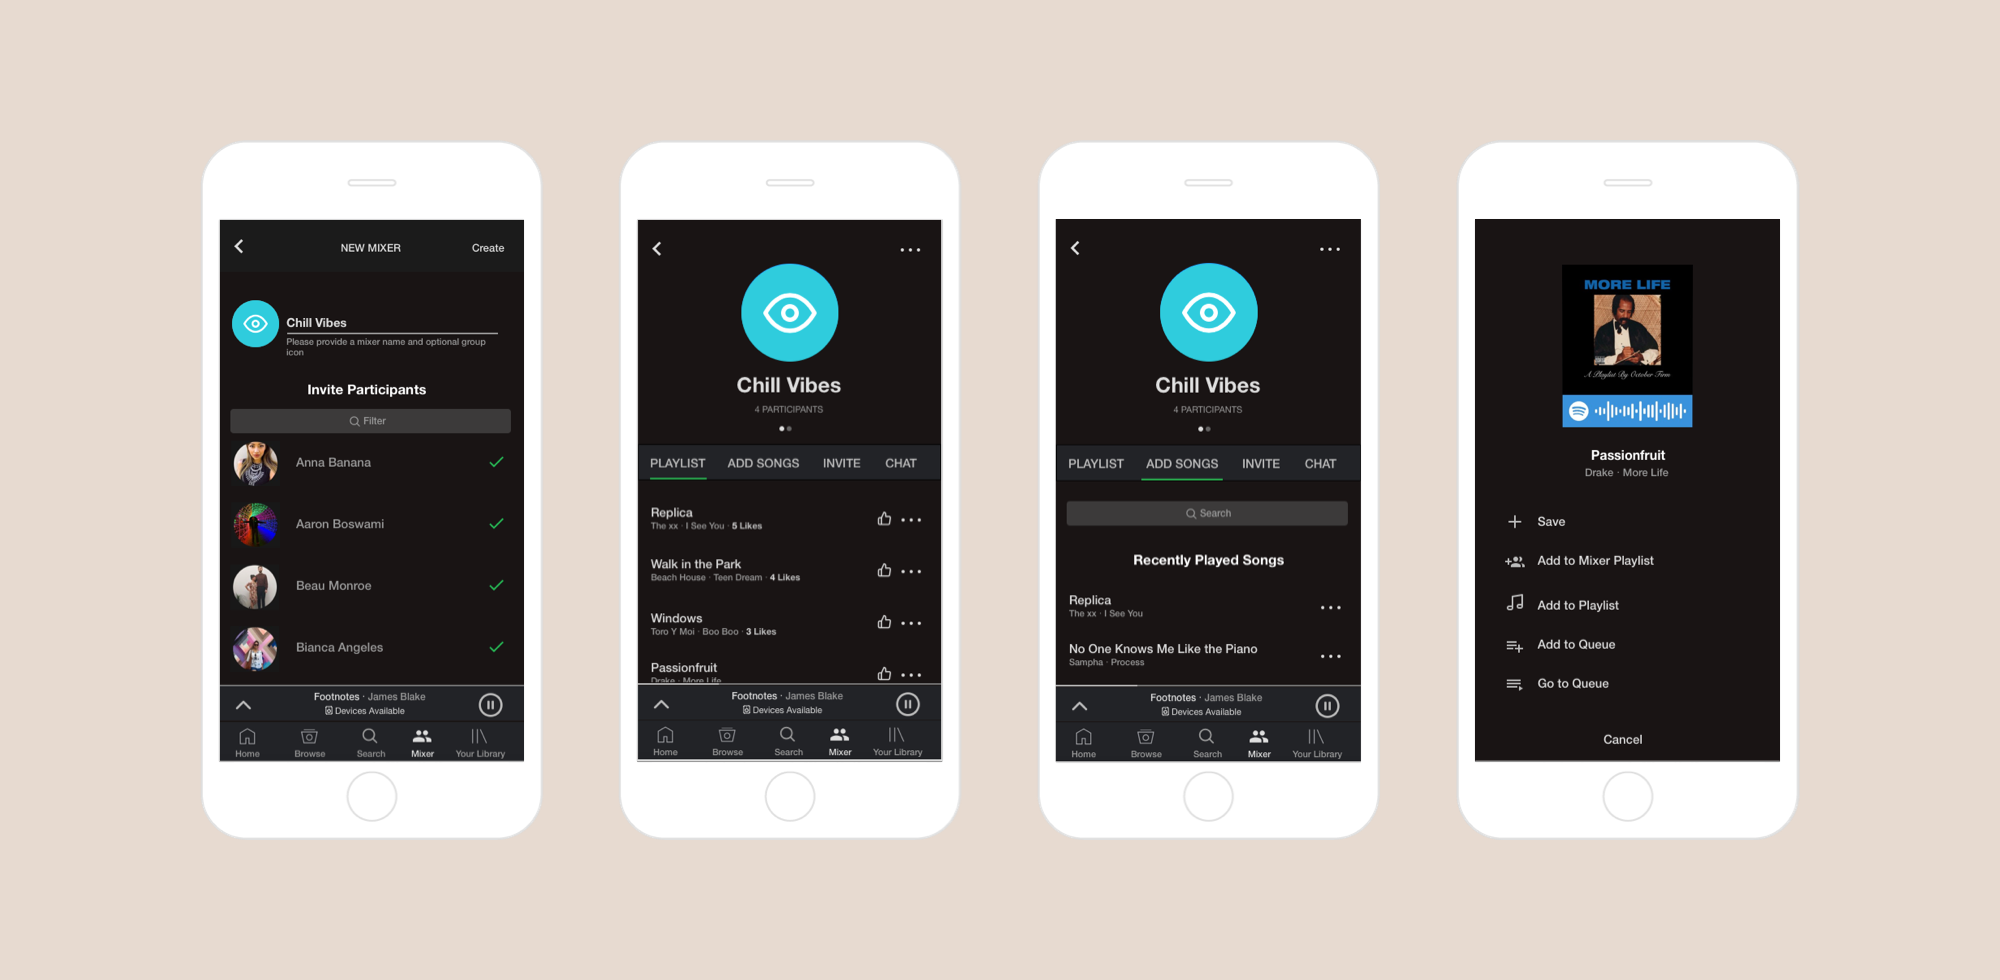 NEW MIXER
Create
Chill Vibes
Please provide a mixer name and optional group
icon
Invite Participants
Filter
Anna Banana
Aaron Boswami
Beau Monroe
Bianca Angeles
Footnotes · James Blake
Devices Available
Home
Browse
Search
Mixer
Your Library
Chill Vibes
4 PARTICIPANTS
PLAYLIST
ADD SONGS
INVITE
CHAT
Replica
The xx · I See You · 5 Likes
Walk in the Park
Beach House · Teen Dream · 4 Likes
Windows
Toro Y Moi · Boo Boo · 3 Likes
Passionfruit
Drake · More Life
Footnotes · James Blake
Devices Available
Home
Browse
Search
Mixer
Your Library
Chill Vibes
4 PARTICIPANTS
PLAYLIST
ADD SONGS
INVITE
CHAT
Search
Recently Played Songs
Replica
The xx · I See You
No One Knows Me Like the Piano
Sampha · Process
Footnotes · James Blake
Devices Available
Home
Browse
Search
Mixer
Your Library
MORE LIFE
A Playlist By October Firm
Passionfruit
Drake · More Life
Save
Add to Mixer Playlist
Add to Playlist
Add to Queue
Go to Queue
Cancel